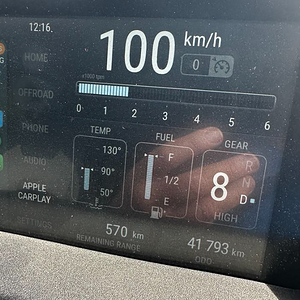 12:16
100 km/h
0
x1000 rpm
0 1 2 3 4 5 6
HOME
OFFROAD
PHONE
AUDIO
APPLE
CARPLAY
SETTINGS
TEMP
130°
90°
50°
FUEL
F
1/2
E
GEAR
R
N
8
D
HIGH
570 km
REMAINING RANGE
41 793 km
ODO